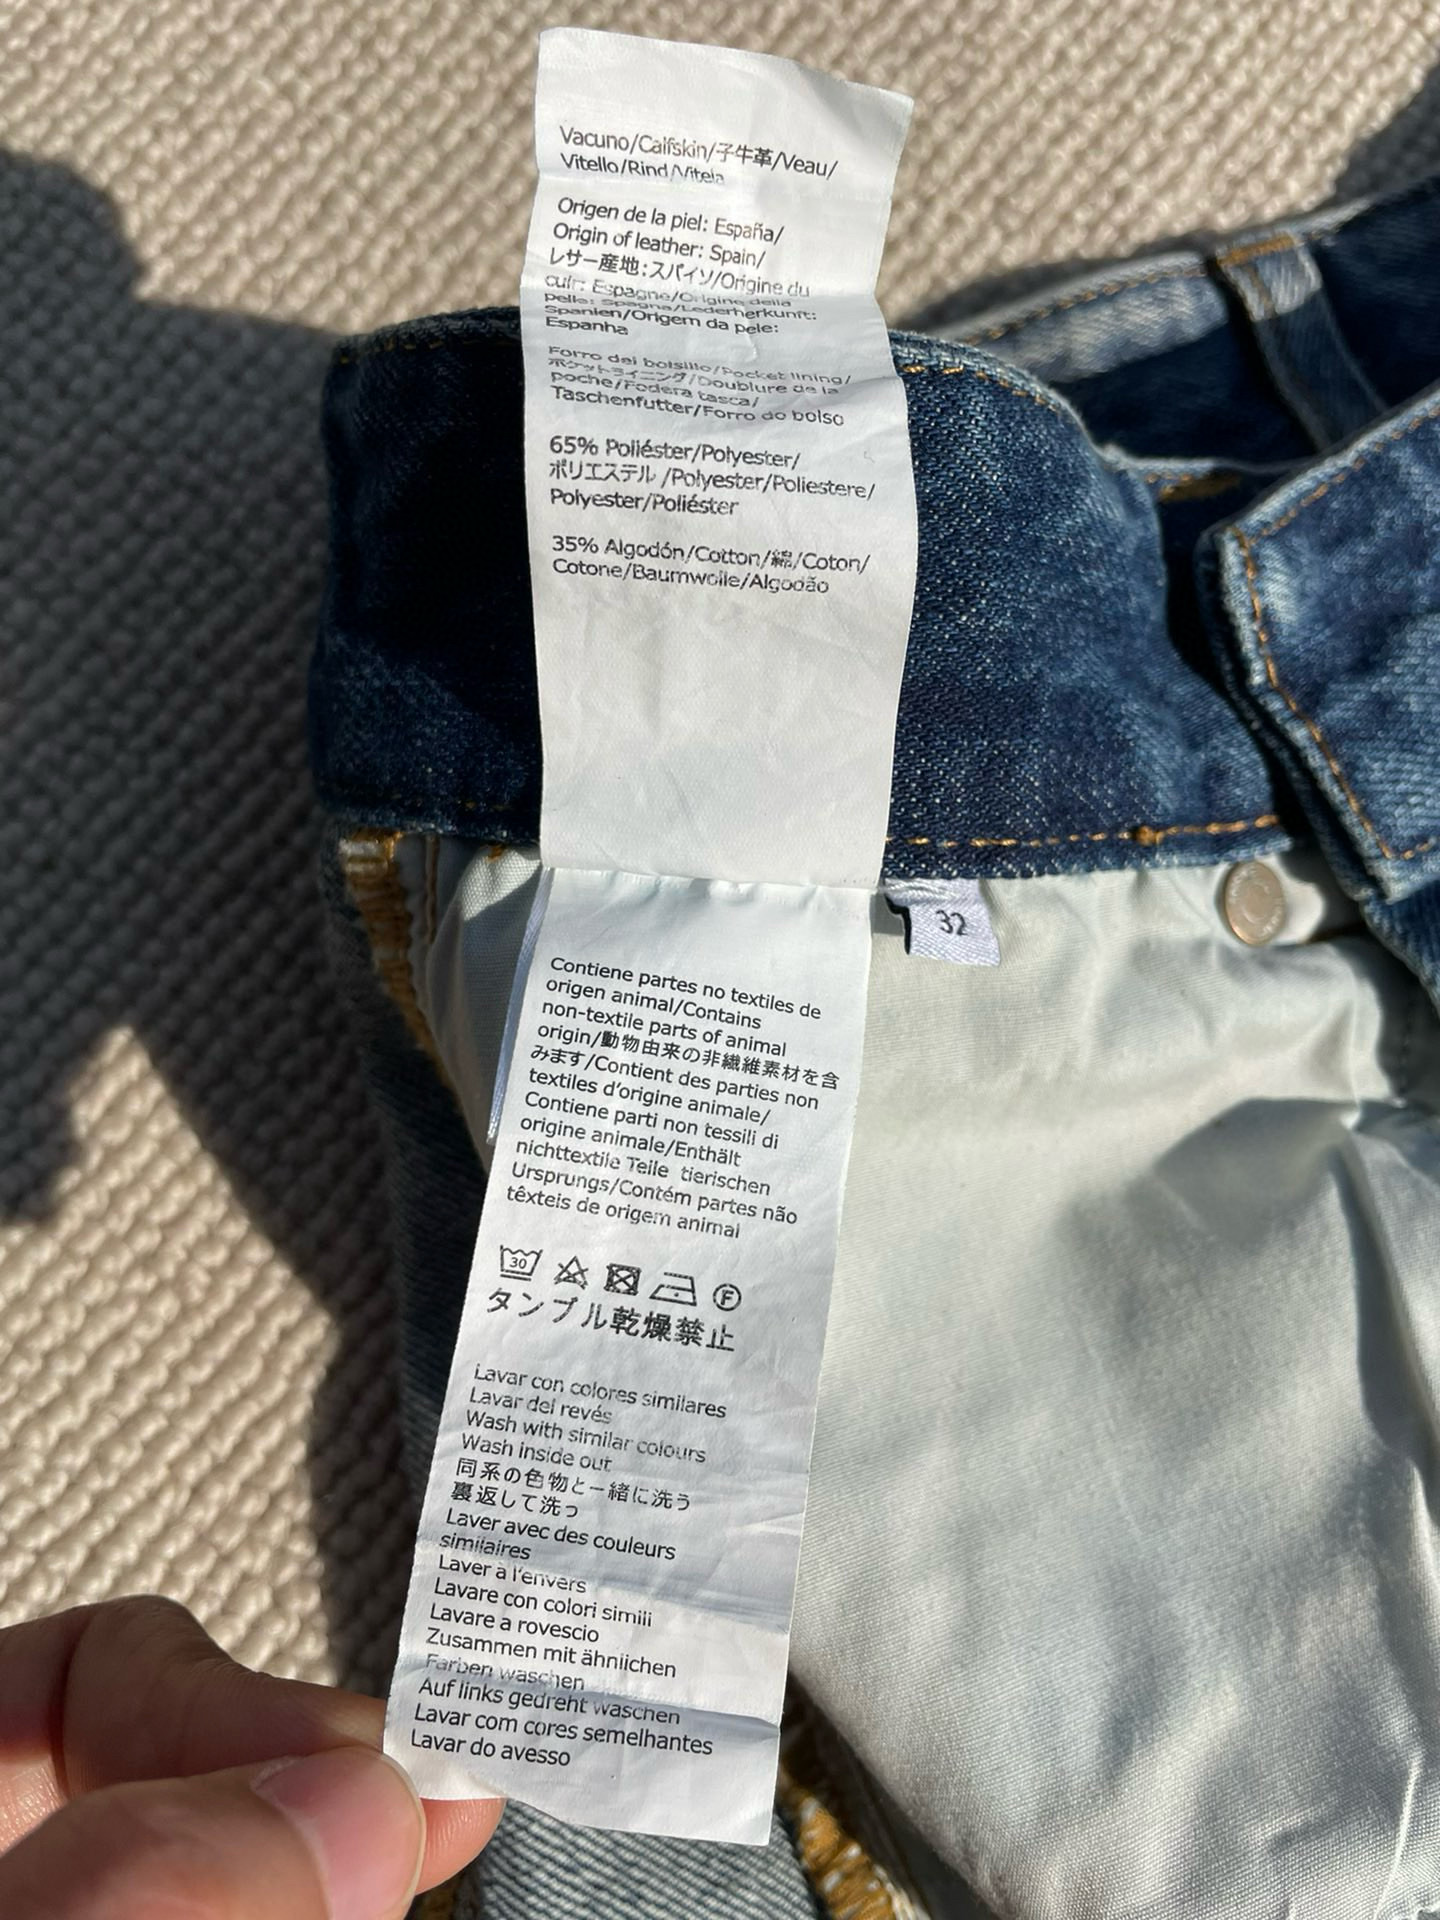 Vacuno/Calfskin/子牛革/Veau/
Vitello/Rind/Vitela
Origen de la piel: España/
Origin of leather: Spain/
レザー産地:スペイン/Origine du
cuir: Espagne/Origine della
pelle: Spagna/Lederherkunft:
Spanien/Origem da pele:
Espanha
Forro del bolsillo/Pocket lining/
ポケットライニング/Doublure de la
poche/Fodera tasca/
Taschenfutter/Forro do bolso
65% Poliéster/Polyester/
ポリエステル /Polyester/Poliestere/
Polyester/Poliéster
35% Algodón/Cotton/綿/Coton/
Cotone/Baumwolle/Algodão
32
Contiene partes no textiles de
origen animal/Contains
non-textile parts of animal
origin/動物由来の非繊維素材を含
みます/Contient des parties non
textiles d'origine animale/
Contiene parti non tessili di
origine animale/Enthält
nichttextile Teile tierischen
Ursprungs/Contém partes não
têxteis de origem animal
30 F
タンブル乾燥禁止
Lavar con colores similares
Lavar del revés
Wash with similar colours
Wash inside out
同系の色物と一緒に洗う
裏返して洗っ
Laver avec des couleurs
similaires
Laver à l'envers
Lavare con colori simili
Lavare a rovescio
Zusammen mit ähnlichen
Farben waschen
Auf links gedreht waschen
Lavar com cores semelhantes
Lavar do avesso